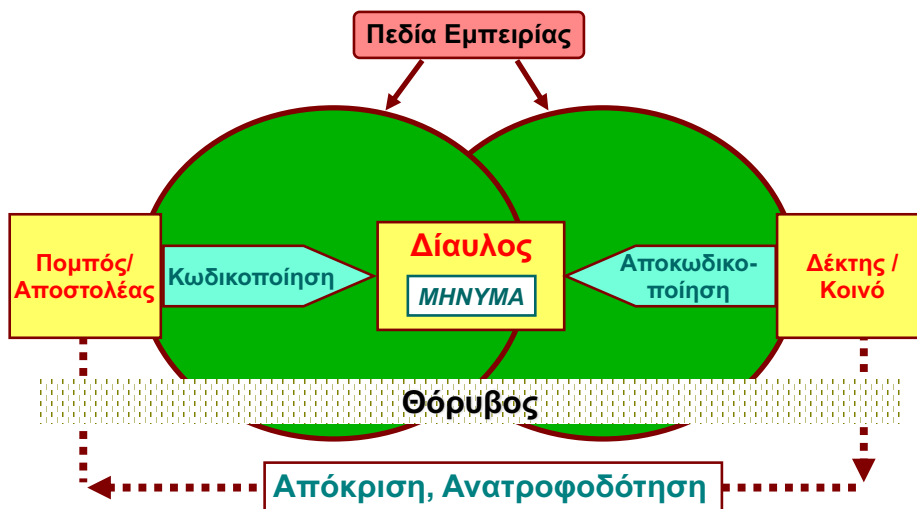 Πεδία Εμπειρίας
Πομπός/
Αποστολέας
Κωδικοποίηση
Δίαυλος
ΜΗΝΥΜΑ
Αποκωδικο-
ποίηση
Δέκτης /
Κοινό
Θόρυβος
Απόκριση, Ανατροφοδότηση